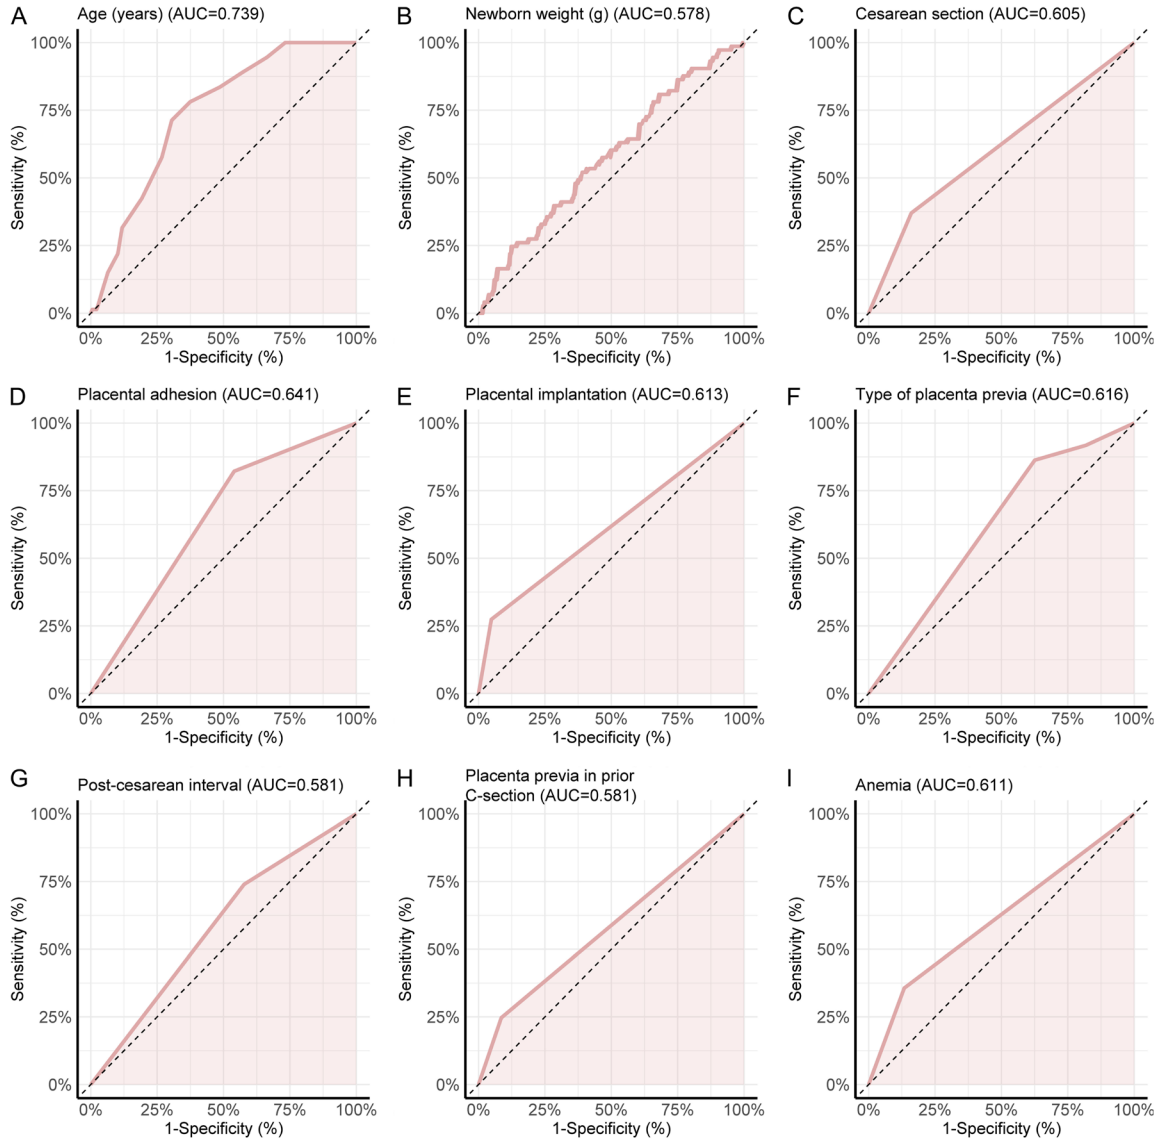 A Age (years) (AUC=0.739)
100%
75%
50%
25%
0%
Sensitivity (%)
0% 25% 50% 75% 100%
1-Specificity (%)
B Newborn weight (g) (AUC=0.578)
100%
75%
50%
25%
0%
Sensitivity (%)
0% 25% 50% 75% 100%
1-Specificity (%)
C Cesarean section (AUC=0.605)
100%
75%
50%
25%
0%
Sensitivity (%)
0% 25% 50% 75% 100%
1-Specificity (%)
D Placental adhesion (AUC=0.641)
100%
75%
50%
25%
0%
Sensitivity (%)
0% 25% 50% 75% 100%
1-Specificity (%)
E Placental implantation (AUC=0.613)
100%
75%
50%
25%
0%
Sensitivity (%)
0% 25% 50% 75% 100%
1-Specificity (%)
F Type of placenta previa (AUC=0.616)
100%
75%
50%
25%
0%
Sensitivity (%)
0% 25% 50% 75% 100%
1-Specificity (%)
G Post-cesarean interval (AUC=0.581)
100%
75%
50%
25%
0%
Sensitivity (%)
0% 25% 50% 75% 100%
1-Specificity (%)
H Placenta previa in prior
C-section (AUC=0.581)
100%
75%
50%
25%
0%
Sensitivity (%)
0% 25% 50% 75% 100%
1-Specificity (%)
I Anemia (AUC=0.611)
100%
75%
50%
25%
0%
Sensitivity (%)
0% 25% 50% 75% 100%
1-Specificity (%)